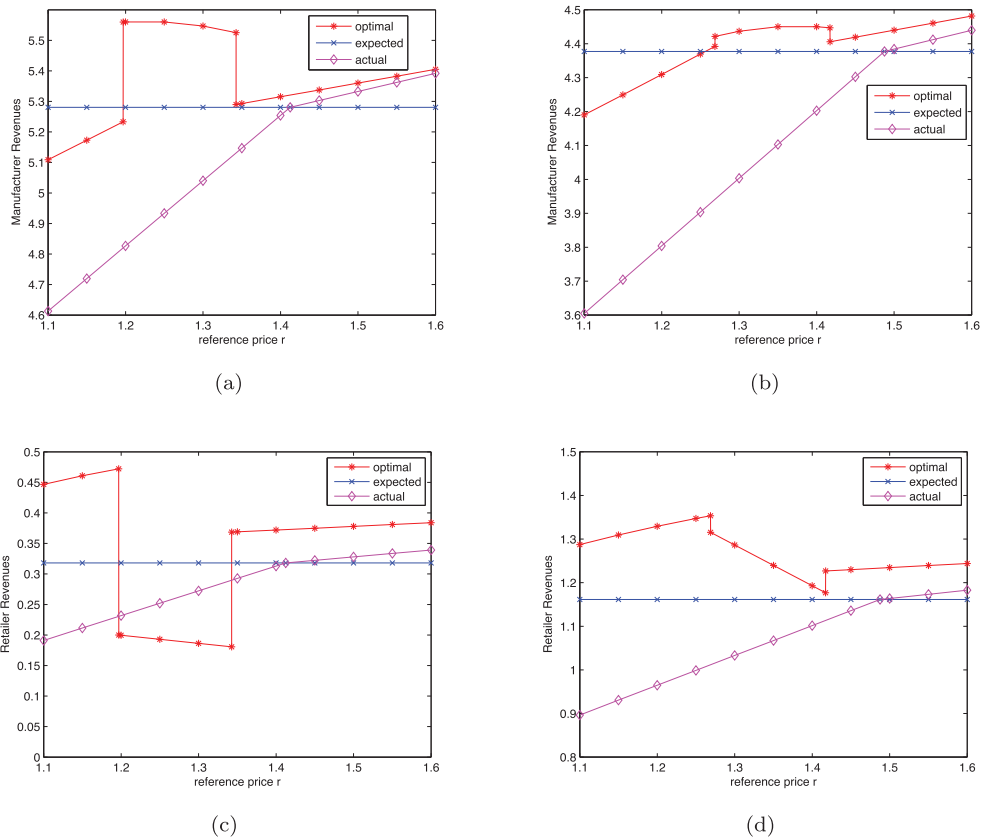 Manufacturer Revenues
5.5
5.4
5.3
5.2
5.1
5
4.9
4.8
4.7
4.6
1.1
1.2
1.3
1.4
1.5
1.6
reference price r
optimal
expected
actual
(a)
Manufacturer Revenues
4.5
4.4
4.3
4.2
4.1
4
3.9
3.8
3.7
3.6
1.1
1.2
1.3
1.4
1.5
1.6
reference price r
optimal
expected
actual
(b)
Retailer Revenues
0.5
0.45
0.4
0.35
0.3
0.25
0.2
0.15
0.1
0.05
0
1.1
1.2
1.3
1.4
1.5
1.6
reference price r
optimal
expected
actual
(c)
Retailer Revenues
1.5
1.4
1.3
1.2
1.1
1
0.9
0.8
1.1
1.2
1.3
1.4
1.5
1.6
reference price r
optimal
expected
actual
(d)